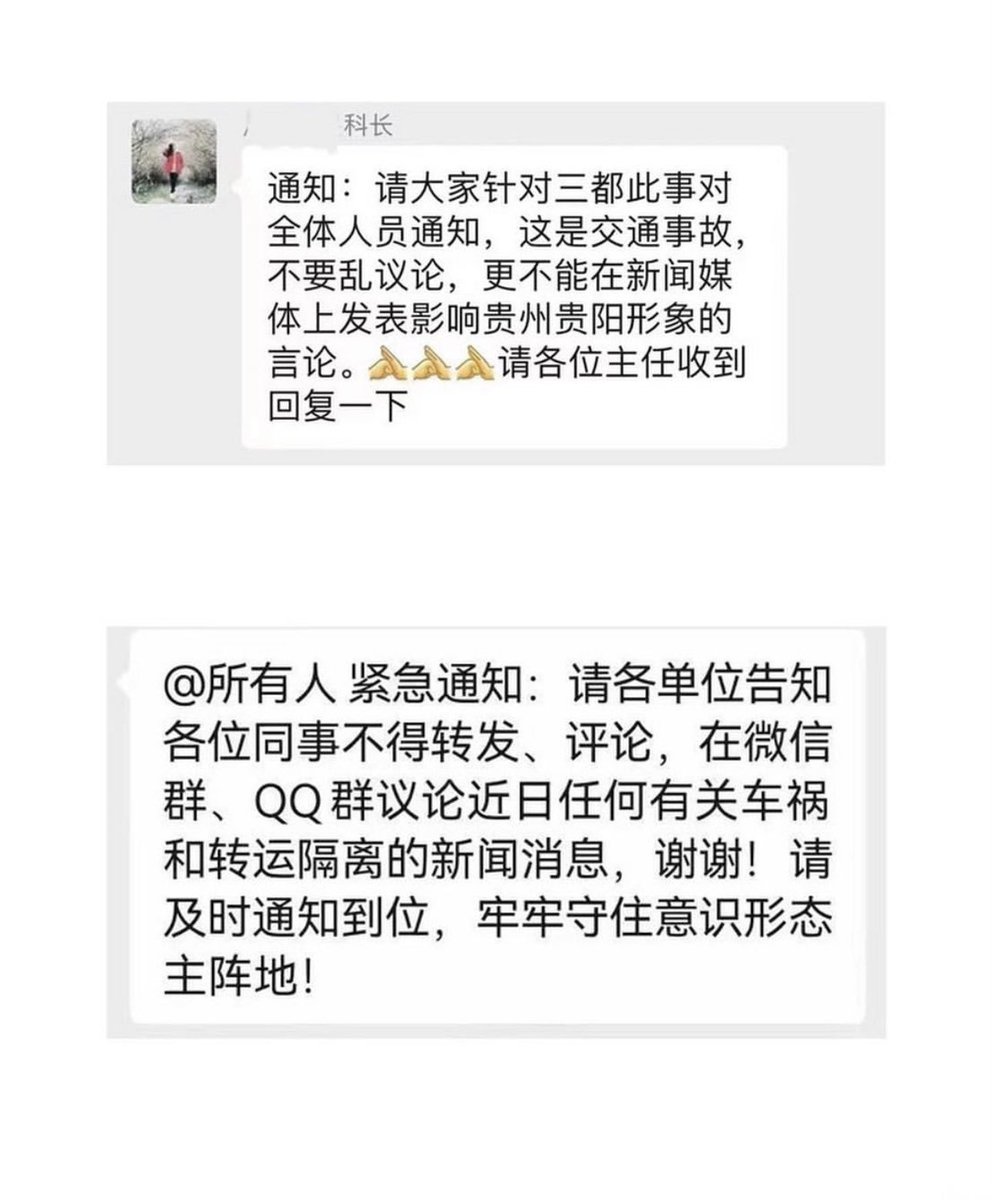 科长
通知：请大家针对三都此事对
全体人员通知，这是交通事故，
不要乱议论，更不能在新闻媒
体上发表影响贵州贵阳形象的
言论。🫴🫴🫴请各位主任收到
回复一下
@所有人 紧急通知：请各单位告知
各位同事不得转发、评论，在微信
群、QQ群议论近日任何有关车祸
和转运隔离的新闻消息，谢谢！请
及时通知到位，牢牢守住意识形态
主阵地！